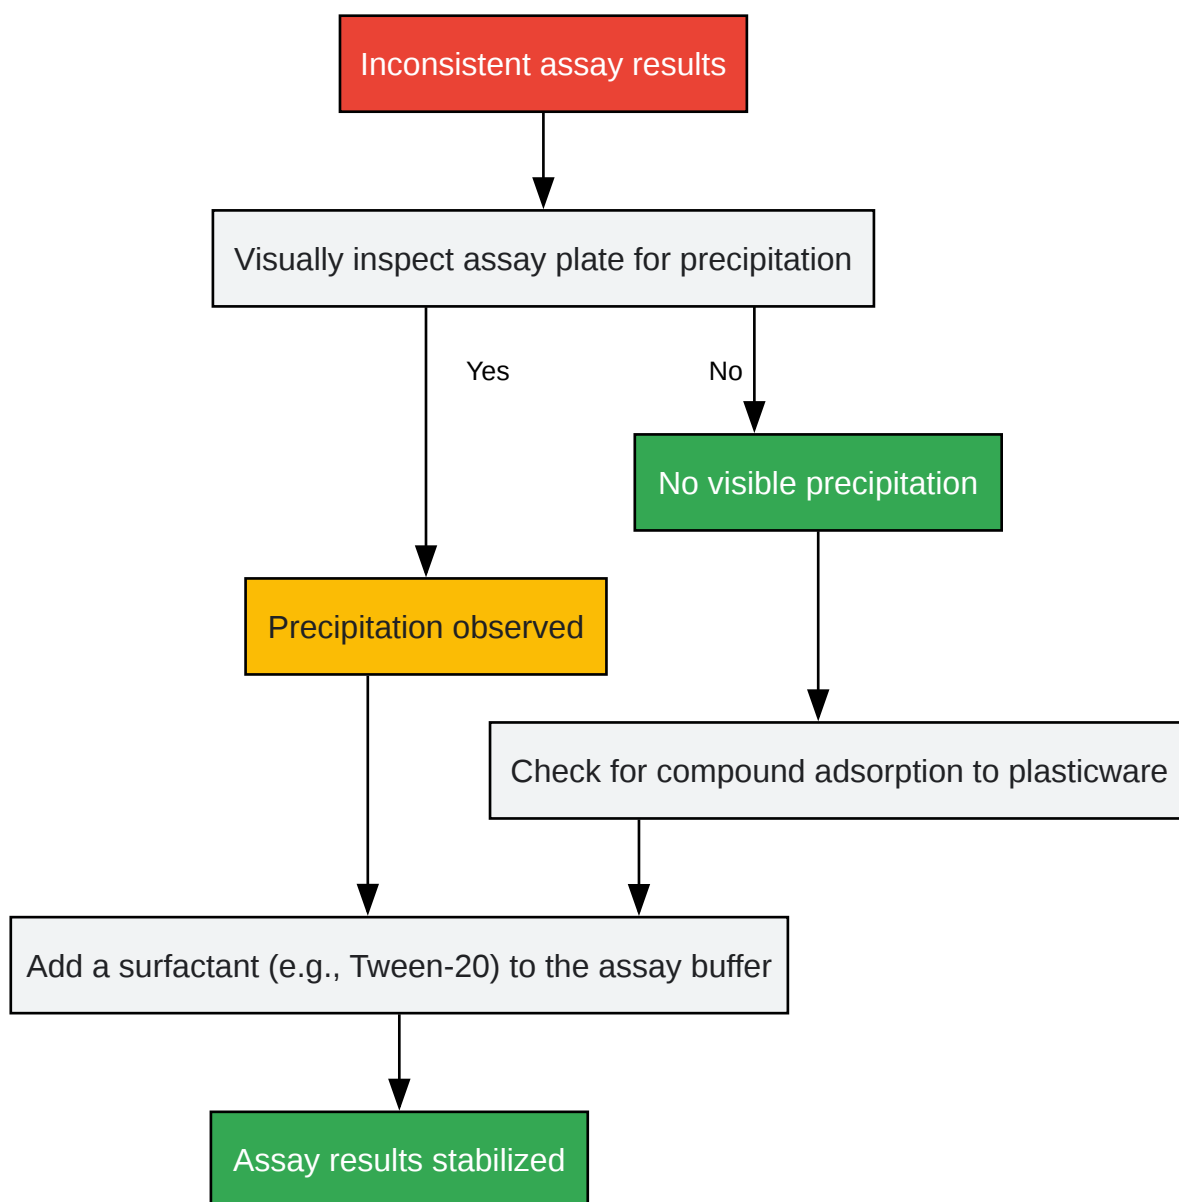 Inconsistent assay results
Visually inspect assay plate for precipitation
Yes
No
No visible precipitation
Precipitation observed
Check for compound adsorption to plasticware
Add a surfactant (e.g., Tween-20) to the assay buffer
Assay results stabilized